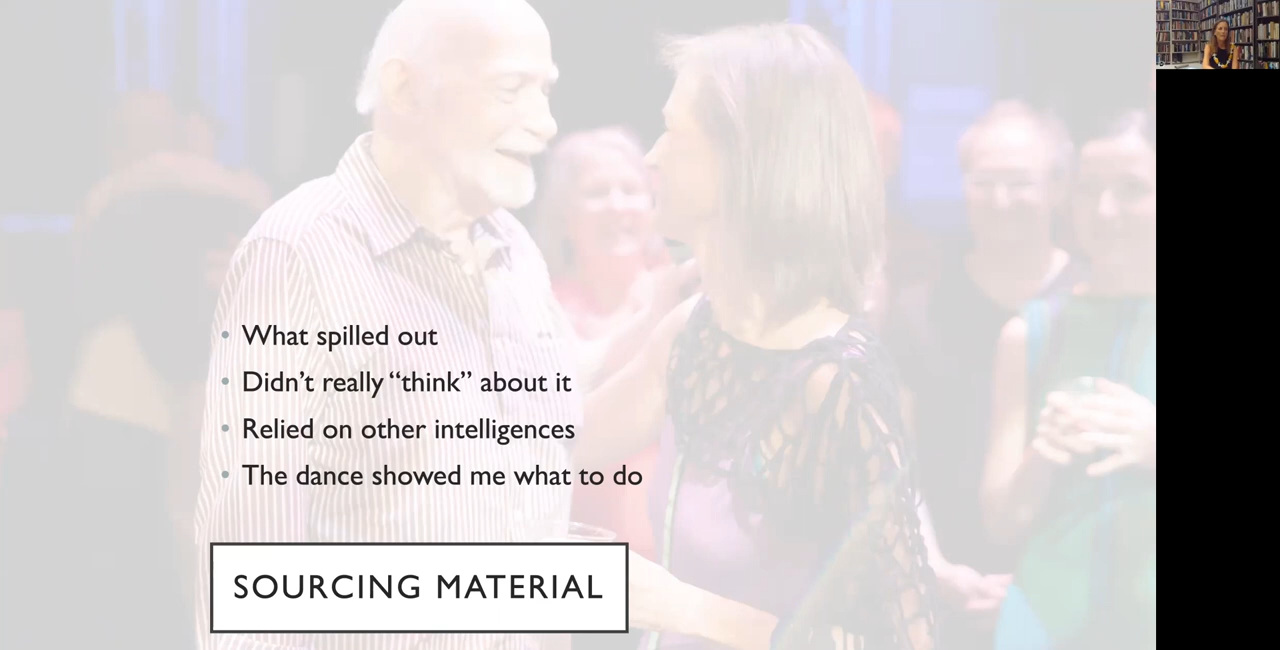 What spilled out
Didn’t really “think” about it
Relied on other intelligences
The dance showed me what to do
SOURCING MATERIAL